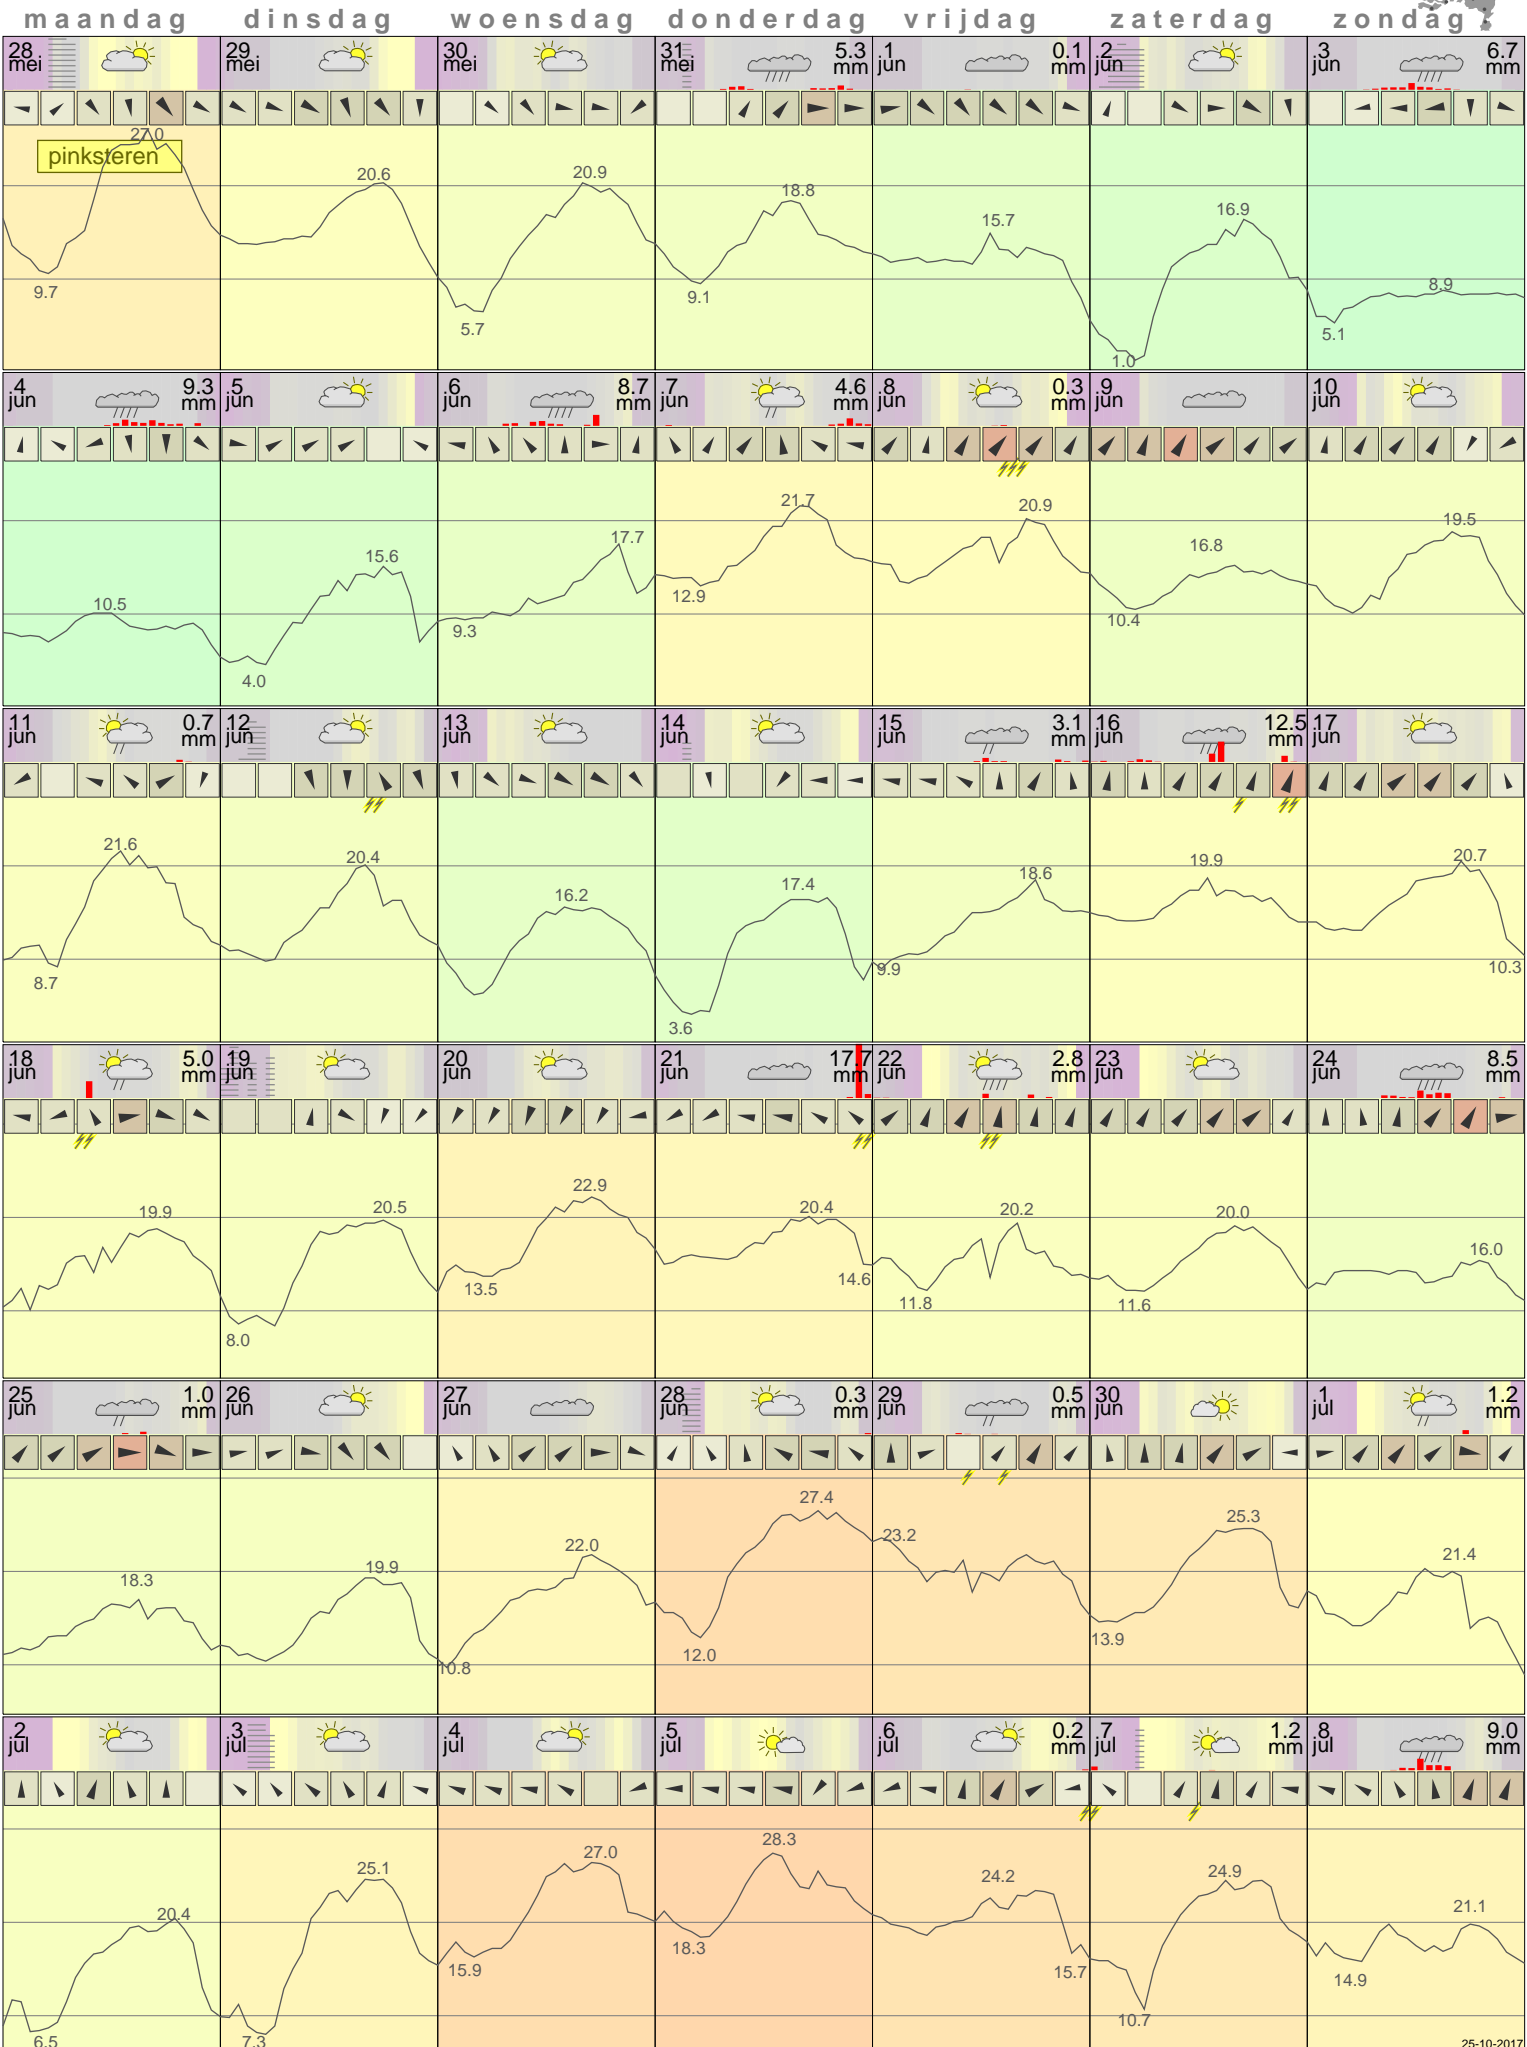 maandag dinsdag woensdag donderdag vrijdag zaterdag zondag
28 mei
29 mei
30 mei
31 mei 5.3 mm
1 jun 0.1 mm
2 jun
3 jun 6.7 mm
27.0
pinksteren
9.7
20.6
20.9
5.7
18.8
9.1
15.7
16.9
1.0
8.9
5.1
4 jun 9.3 mm
5 jun
6 jun 8.7 mm
7 jun 4.6 mm
8 jun 0.3 mm
9 jun
10 jun
10.5
15.6
4.0
17.7
9.3
21.7
12.9
20.9
16.8
10.4
19.5
11 jun 0.7 mm
12 jun
13 jun
14 jun
15 jun 3.1 mm
16 jun 12.5 mm
17 jun
21.6
8.7
20.4
16.2
17.4
3.6
18.6
9.9
19.9
20.7
10.3
18 jun 5.0 mm
19 jun
20 jun
21 jun 17.7 mm
22 jun 2.8 mm
23 jun
24 jun 8.5 mm
19.9
20.5
8.0
22.9
13.5
20.4
14.6
20.2
11.8
20.0
11.6
16.0
25 jun 1.0 mm
26 jun
27 jun
28 jun 0.3 mm
29 jun 0.5 mm
30 jun
1 jul 1.2 mm
18.3
19.9
22.0
10.8
27.4
12.0
23.2
25.3
13.9
21.4
2 jul
3 jul
4 jul
5 jul
6 jul 0.2 mm
7 jul 1.2 mm
8 jul 9.0 mm
20.4
6.5
25.1
7.3
27.0
15.9
28.3
18.3
24.2
15.7
24.9
10.7
21.1
14.9
25-10-2017